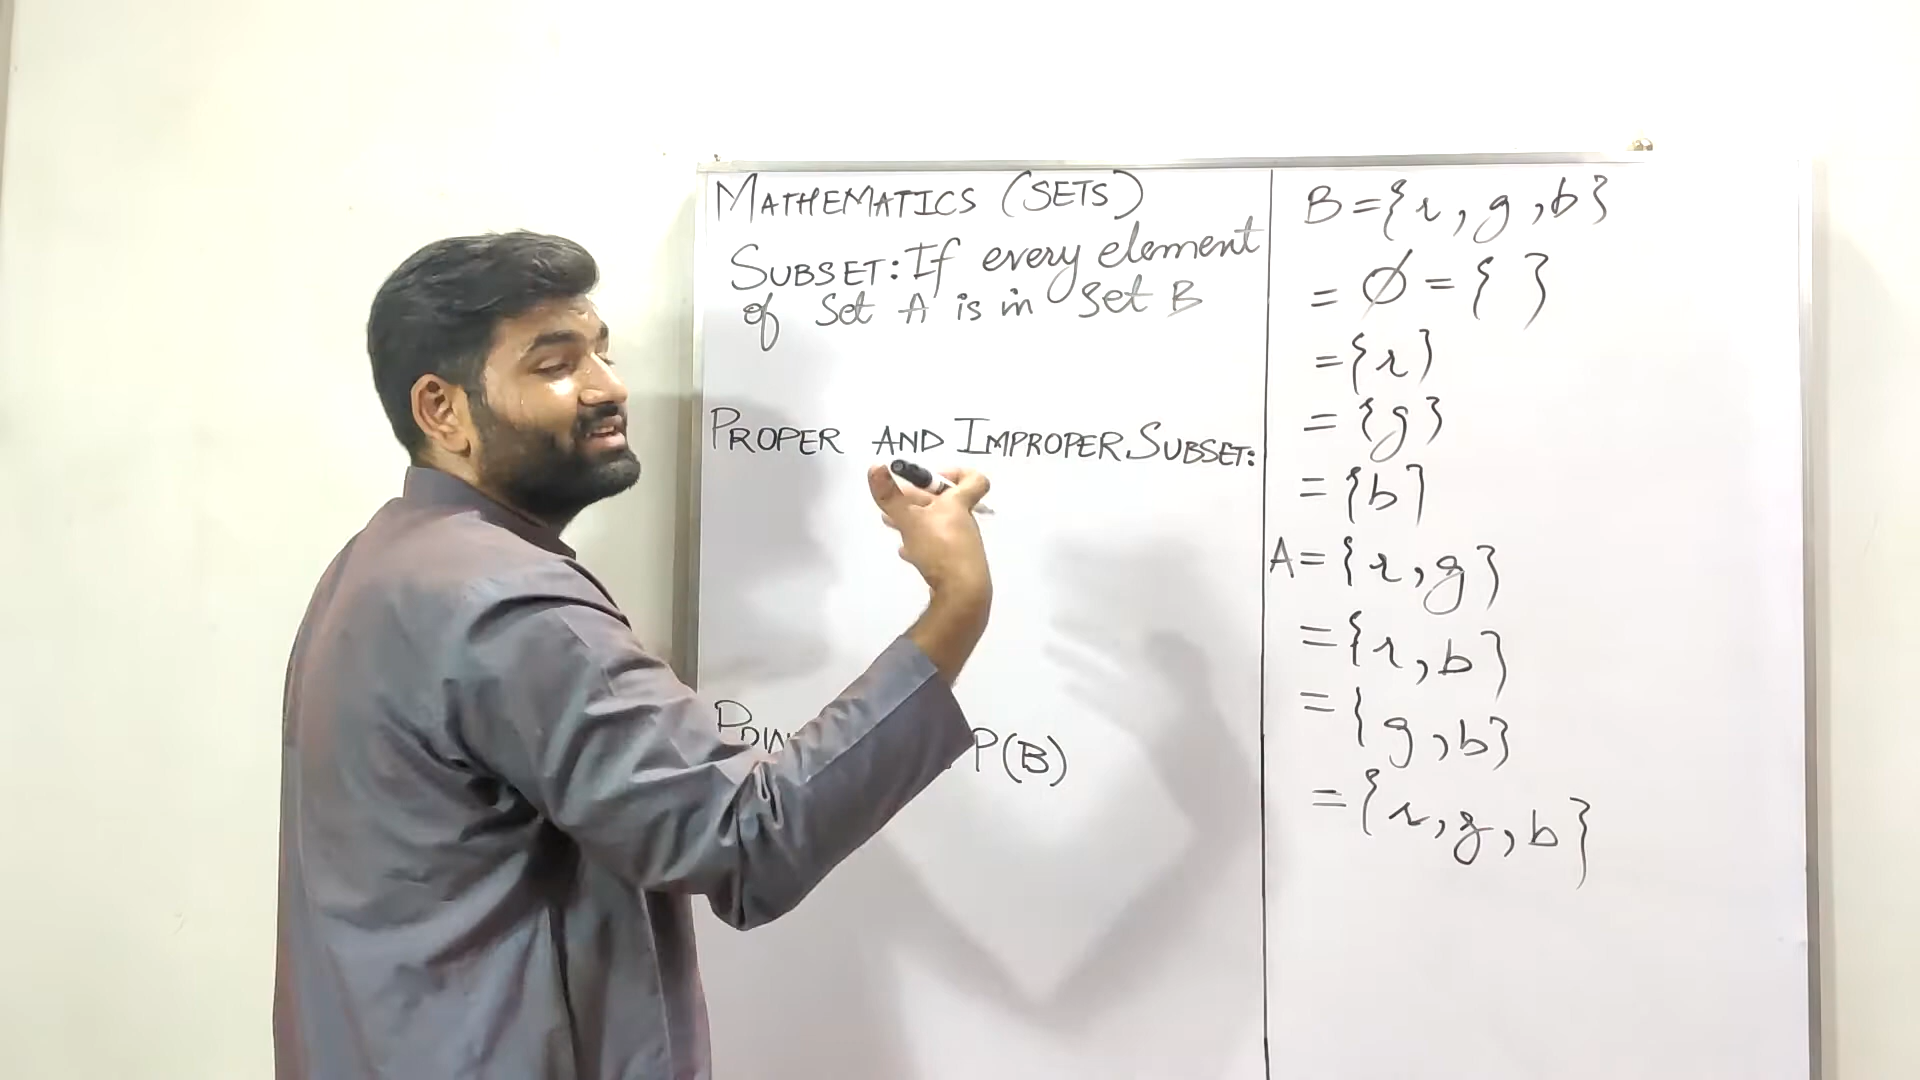 MATHEMATICS (SETS)
SUBSET: If every element
of Set A is in Set B
PROPER AND IMPROPER SUBSET:
P(B)
B = {r, g, b}
= ∅ = { }
= {r}
= {g}
= {b}
A = {r, g}
= {r, b}
= {g, b}
= {r, g, b}